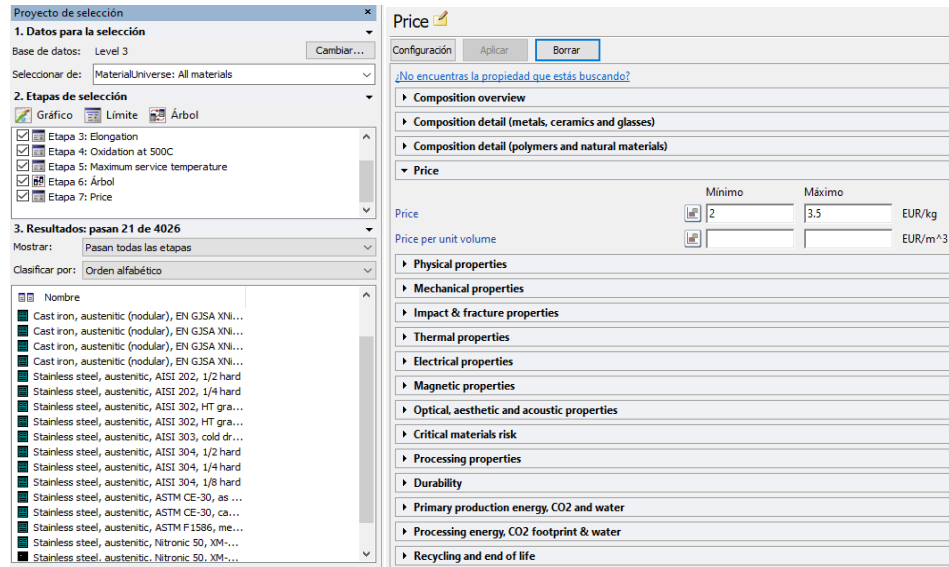 Proyecto de selección
1. Datos para la selección
Base de datos: Level 3 Cambiar...
Seleccionar de: MaterialUniverse: All materials
2. Etapas de selección
Gráfico Límite Árbol
Etapa 3: Elongation
Etapa 4: Oxidation at 500C
Etapa 5: Maximum service temperature
Etapa 6: Árbol
Etapa 7: Price
3. Resultados: pasan 21 de 4026
Mostrar: Pasan todas las etapas
Clasificar por: Orden alfabético
Nombre
Cast iron, austenitic (nodular), EN GJSA XNi...
Cast iron, austenitic (nodular), EN GJSA XNi...
Cast iron, austenitic (nodular), EN GJSA XNi...
Cast iron, austenitic (nodular), EN GJSA XNi...
Stainless steel, austenitic, AISI 202, 1/2 hard
Stainless steel, austenitic, AISI 202, 1/4 hard
Stainless steel, austenitic, AISI 302, HT gra...
Stainless steel, austenitic, AISI 302, HT gra...
Stainless steel, austenitic, AISI 303, cold dr...
Stainless steel, austenitic, AISI 304, 1/2 hard
Stainless steel, austenitic, AISI 304, 1/4 hard
Stainless steel, austenitic, AISI 304, 1/8 hard
Stainless steel, austenitic, ASTM CE-30, as ...
Stainless steel, austenitic, ASTM CE-30, ca...
Stainless steel, austenitic, ASTM F1586, me...
Stainless steel, austenitic, Nitronic 50, XM-...
Stainless steel, austenitic, Nitronic 50, XM-...
Price
Configuración Aplicar Borrar
¿No encuentras la propiedad que estás buscando?
Composition overview
Composition detail (metals, ceramics and glasses)
Composition detail (polymers and natural materials)
Price
Mínimo Máximo
Price 2 3.5 EUR/kg
Price per unit volume EUR/m^3
Physical properties
Mechanical properties
Impact & fracture properties
Thermal properties
Electrical properties
Magnetic properties
Optical, aesthetic and acoustic properties
Critical materials risk
Processing properties
Durability
Primary production energy, CO2 and water
Processing energy, CO2 footprint & water
Recycling and end of life